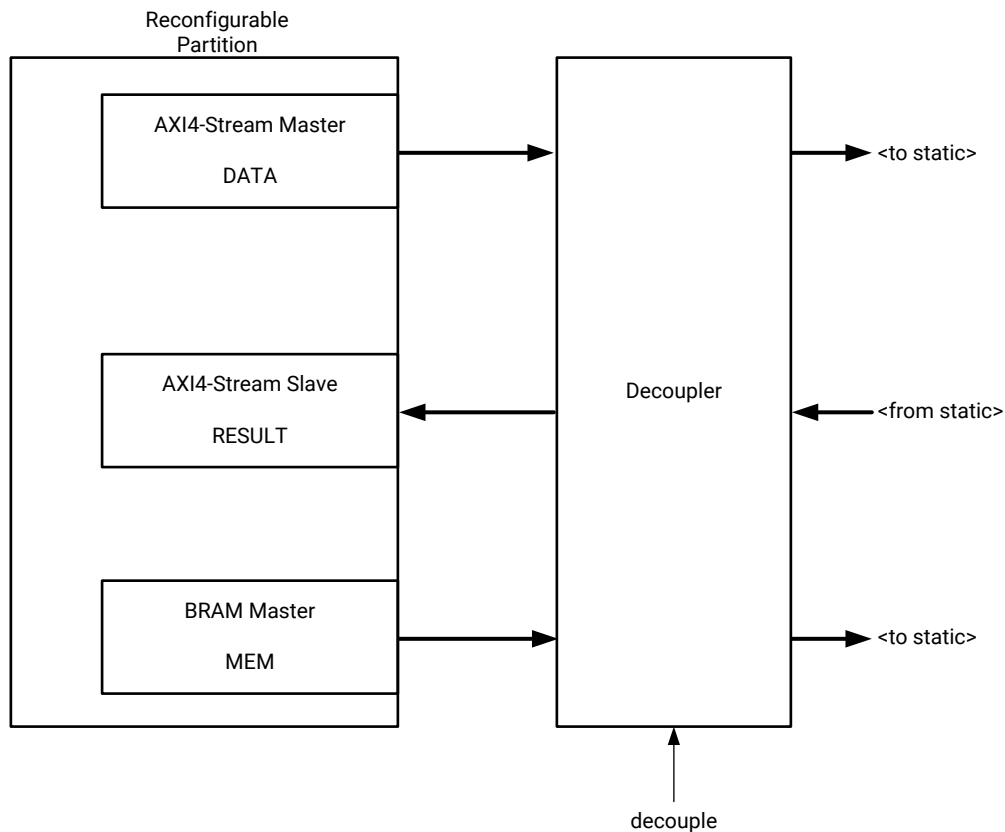 Reconfigurable
Partition
AXI4-Stream Master
DATA
<to static>
AXI4-Stream Slave
RESULT
Decoupler
<from static>
BRAM Master
MEM
<to static>
decouple